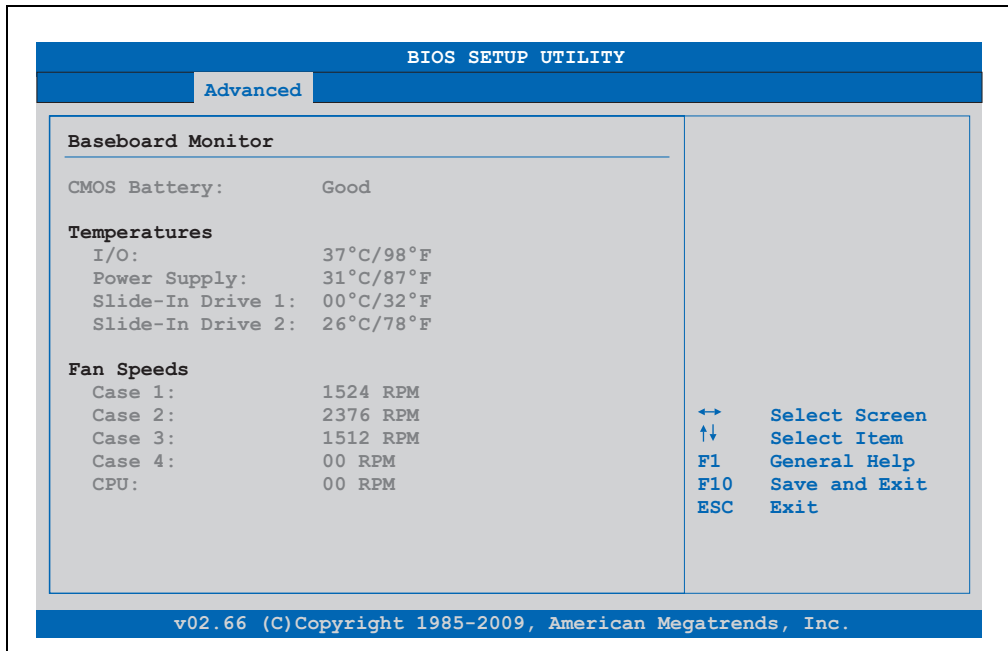 BIOS SETUP UTILITY
Advanced
Baseboard Monitor
CMOS Battery: Good
Temperatures
I/O: 37°C/98°F
Power Supply: 31°C/87°F
Slide-In Drive 1: 00°C/32°F
Slide-In Drive 2: 26°C/78°F
Fan Speeds
Case 1: 1524 RPM
Case 2: 2376 RPM
Case 3: 1512 RPM
Case 4: 00 RPM
CPU: 00 RPM
↔ Select Screen
↑↓ Select Item
F1 General Help
F10 Save and Exit
ESC Exit
v02.66 (C)Copyright 1985-2009, American Megatrends, Inc.